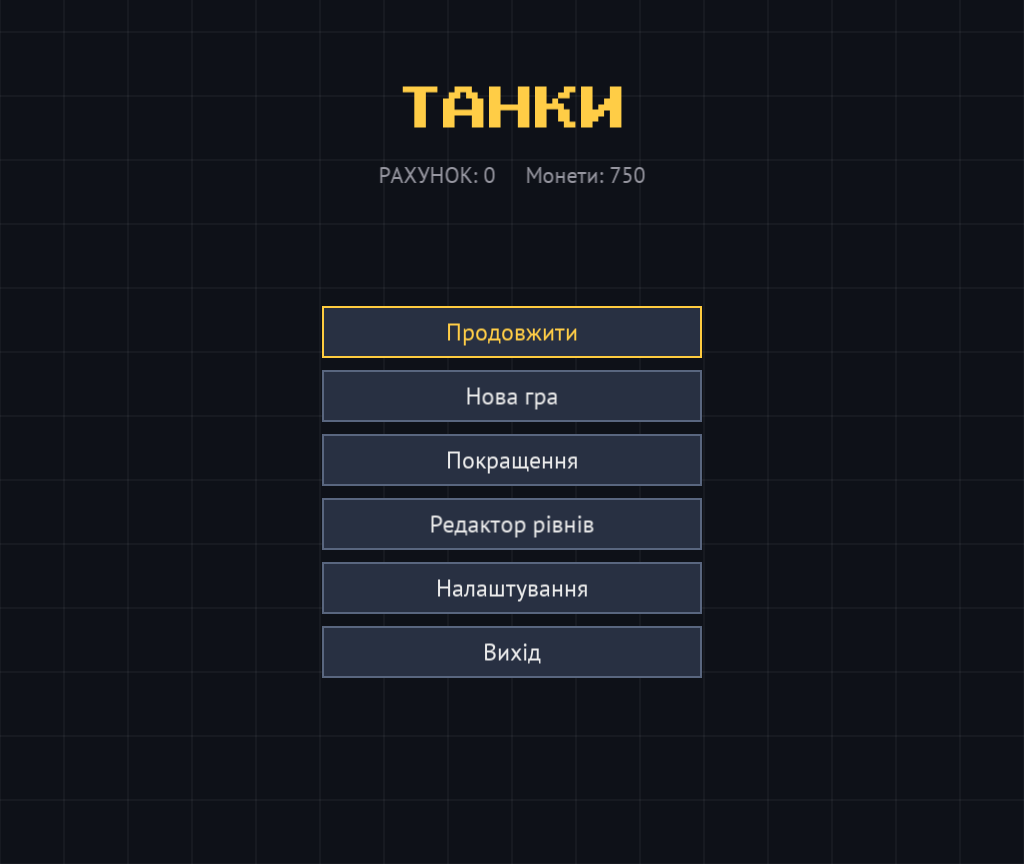 ТАНКИ
РАХУНОК: 0 Монети: 750
Продовжити
Нова гра
Покращення
Редактор рівнів
Налаштування
Вихід